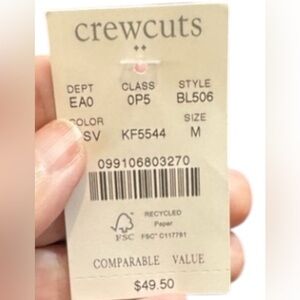 crewcuts
DEPT CLASS STYLE
EA0 0P5 BL506
COLOR SIZE
SV KF5544 M
099106803270
RECYCLED
Paper
FSC FSC® C117781
COMPARABLE VALUE
$49.50